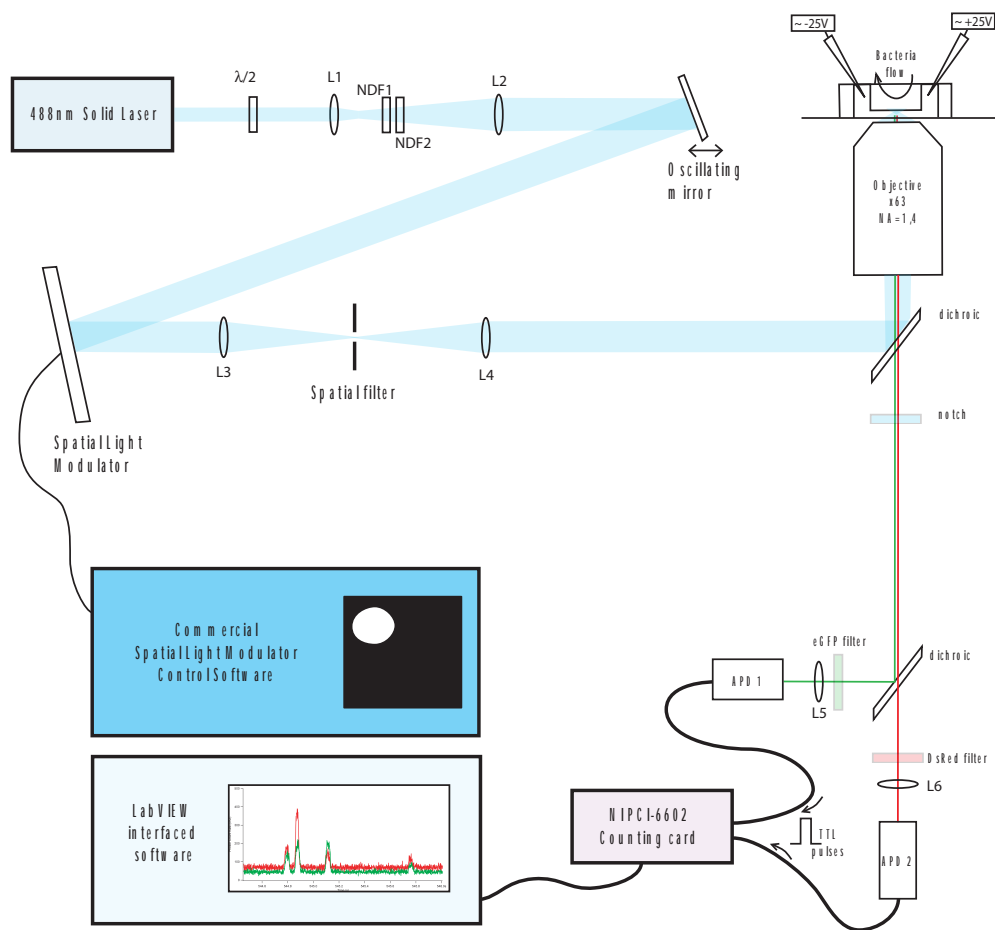 ~ -25V
~ +25V
Bacteria
flow
488nm Solid Laser
λ/2
L1
NDF1
NDF2
L2
Oscillating
mirror
Objective
x63
NA=1,4
dichroic
L3
Spatial filter
L4
notch
Spatial Light
Modulator
Commercial
Spatial Light Modulator
Control Software
eGFP filter
dichroic
APD 1
L5
DsRed filter
L6
LabVIEW
interfaced
software
NIPCI-6602
Counting card
TTL
pulses
APD 2